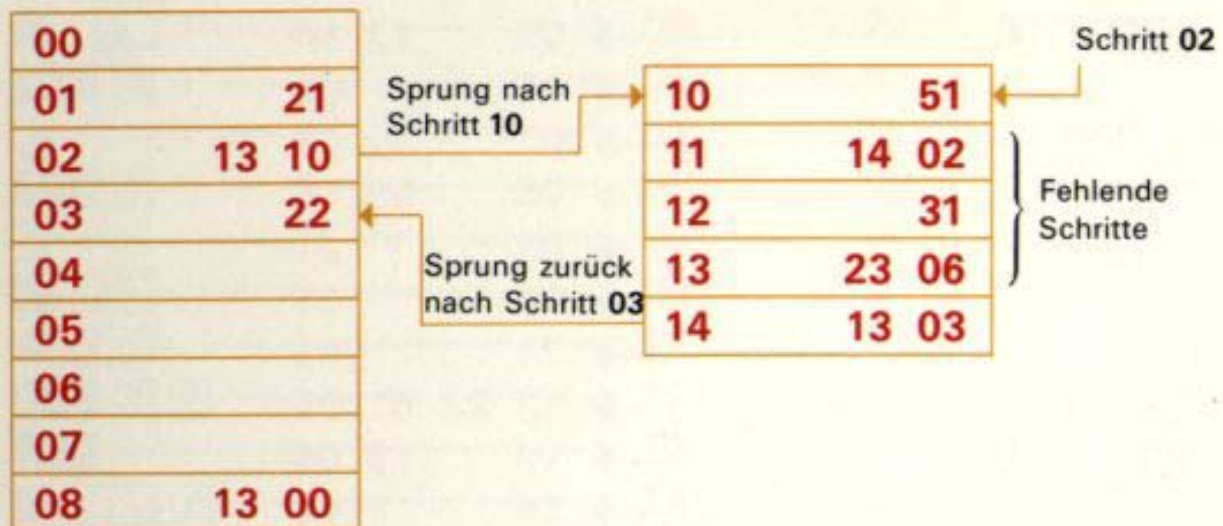 00
01 21
02 13 10
03 22
04
05
06
07
08 13 00
Sprung nach
Schritt 10
Sprung zurück
nach Schritt 03
Schritt 02
10 51
11 14 02
12 31
13 23 06
14 13 03
Fehlende
Schritte